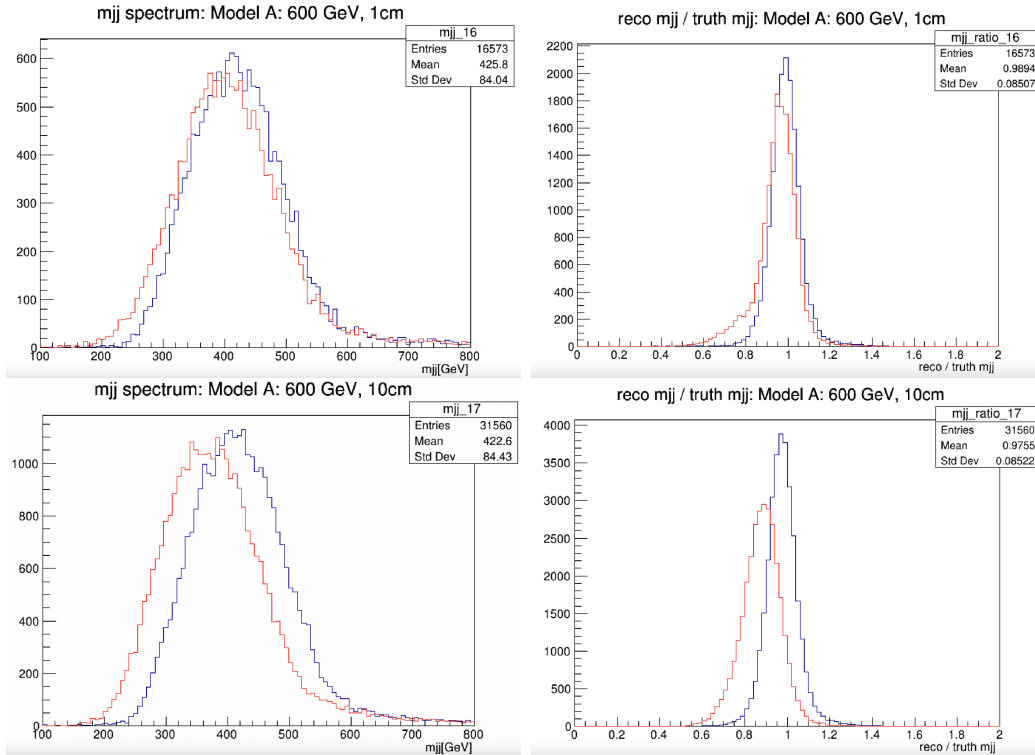 mjj spectrum: Model A: 600 GeV, 1cm
mjj_16
Entries 16573
Mean 425.8
Std Dev 84.04
600
500
400
300
200
100
0
100 200 300 400 500 600 700 800
mjj[GeV]
reco mjj / truth mjj: Model A: 600 GeV, 1cm
mjj_ratio_16
Entries 16573
Mean 0.9894
Std Dev 0.08507
2200
2000
1800
1600
1400
1200
1000
800
600
400
200
0
0 0.2 0.4 0.6 0.8 1 1.2 1.4 1.6 1.8 2
reco / truth mjj
mjj spectrum: Model A: 600 GeV, 10cm
mjj_17
Entries 31560
Mean 422.6
Std Dev 84.43
1000
800
600
400
200
0
100 200 300 400 500 600 700 800
mjj[GeV]
reco mjj / truth mjj: Model A: 600 GeV, 10cm
mjj_ratio_17
Entries 31560
Mean 0.9755
Std Dev 0.08522
4000
3500
3000
2500
2000
1500
1000
500
0
0 0.2 0.4 0.6 0.8 1 1.2 1.4 1.6 1.8 2
reco / truth mjj